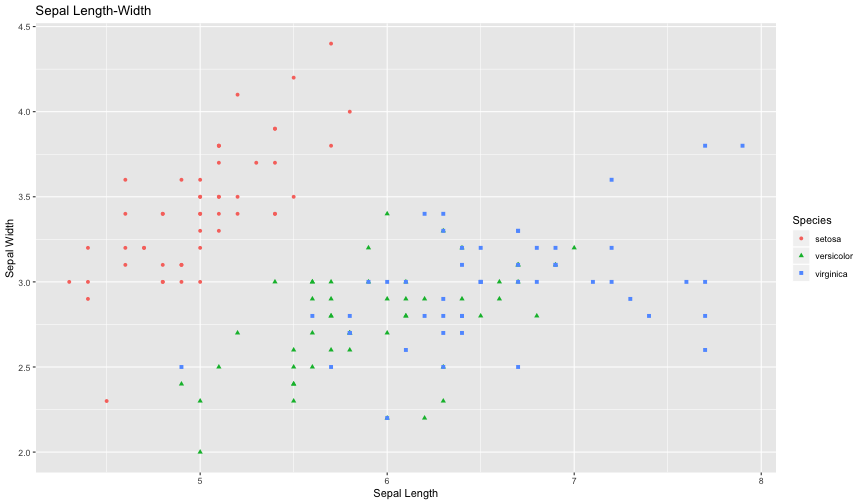 Sepal Length-Width
4.5
4.0
3.5
3.0
2.5
2.0
Sepal Width
5 6 7 8
Sepal Length
Species
setosa
versicolor
virginica